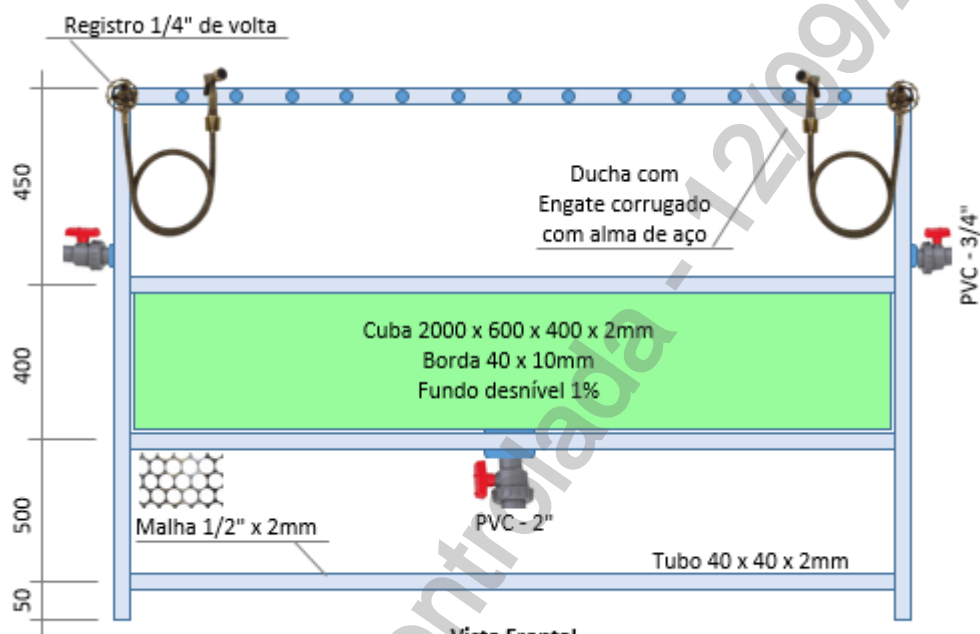 Registro 1/4" de volta
450
Ducha com
Engate corrugado
com alma de aço
PVC - 3/4"
400
Cuba 2000 x 600 x 400 x 2mm
Borda 40 x 10mm
Fundo desnível 1%
500
Malha 1/2" x 2mm
PVC - 2"
Tubo 40 x 40 x 2mm
50
Vista Frontal